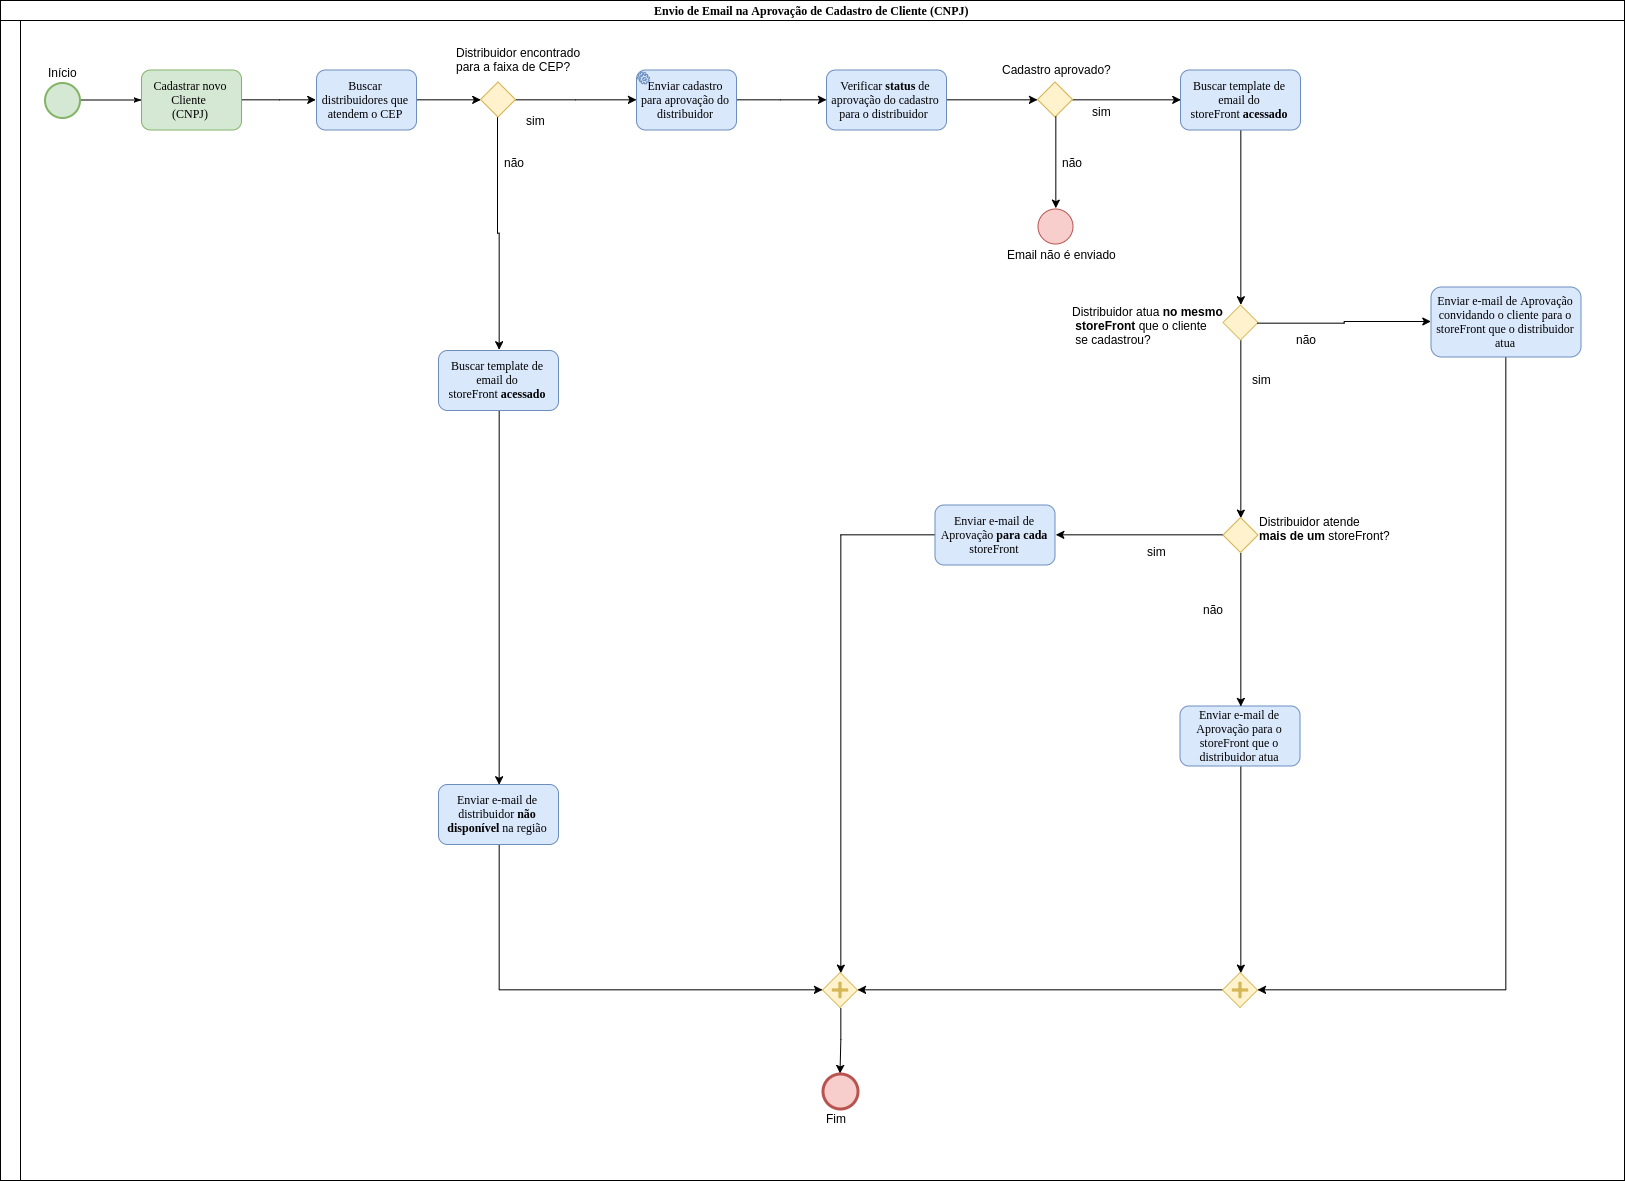 Envio de Email na Aprovação de Cadastro de Cliente (CNPJ)
Início
Cadastrar novo
Cliente
(CNPJ)
Buscar
distribuidores que
atendem o CEP
Distribuidor encontrado
para a faixa de CEP?
sim
não
Enviar cadastro
para aprovação do
distribuidor
Verificar status de
aprovação do cadastro
para o distribuidor
Cadastro aprovado?
sim
não
Email não é enviado
Buscar template de
email do
storeFront acessado
Distribuidor atua no mesmo
storeFront que o cliente
se cadastrou?
não
sim
Enviar e-mail de Aprovação
convidando o cliente para o
storeFront que o distribuidor
atua
Buscar template de
email do
storeFront acessado
Enviar e-mail de
Aprovação para cada
storeFront
sim
Distribuidor atende
mais de um storeFront?
não
Enviar e-mail de
Aprovação para o
storeFront que o
distribuidor atua
Enviar e-mail de
distribuidor não
disponível na região
Fim